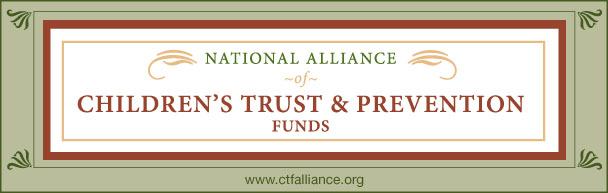 NATIONAL ALLIANCE
~of~
CHILDREN'S TRUST & PREVENTION
FUNDS
www.ctfalliance.org